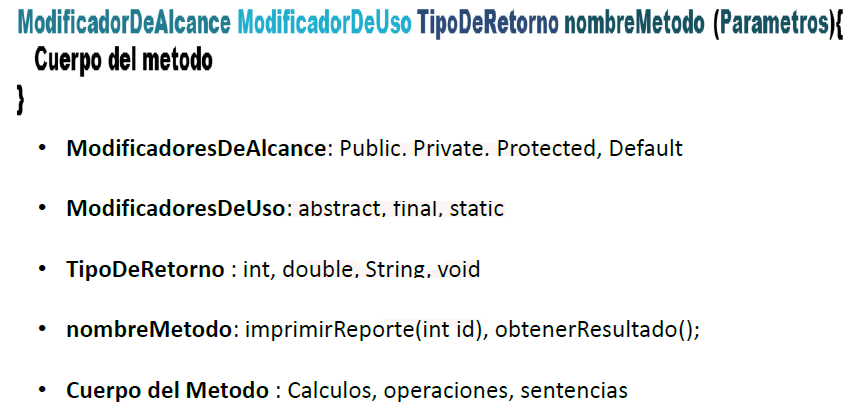 ModificadorDeAlcance ModificadorDeUso TipoDeRetorno nombreMetodo (Parametros){
Cuerpo del metodo
}
• ModificadoresDeAlcance: Public. Private. Protected, Default
• ModificadoresDeUso: abstract, final, static
• TipoDeRetorno : int, double, String, void
• nombreMetodo: imprimirReporte(int id), obtenerResultado();
• Cuerpo del Metodo : Calculos, operaciones, sentencias